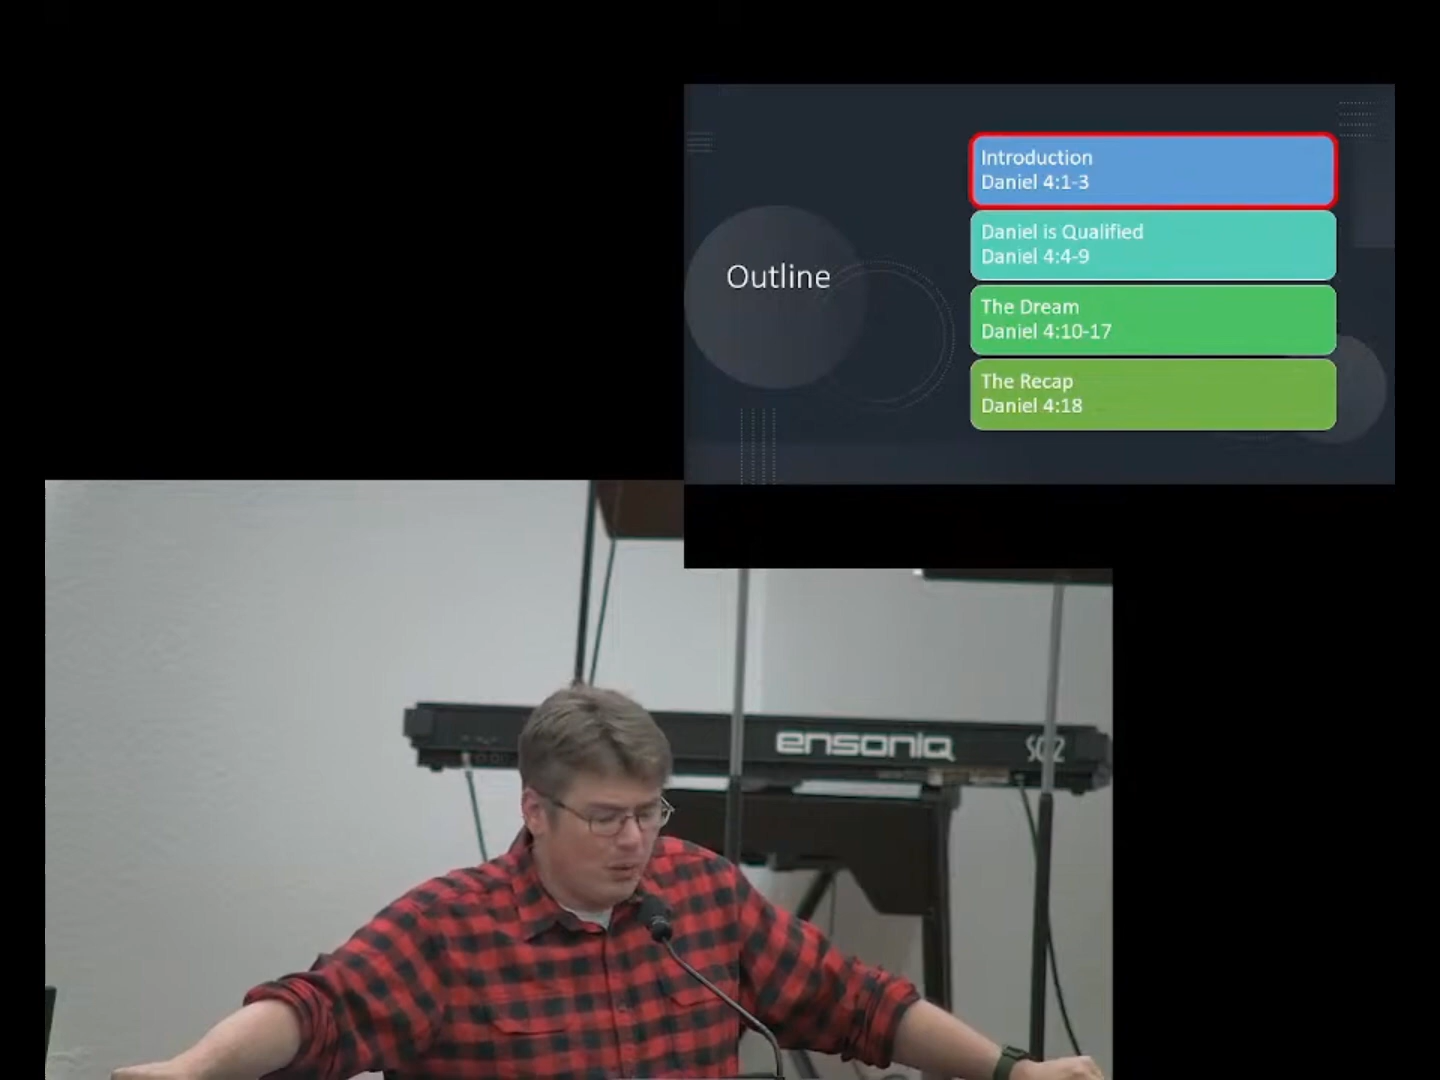 Outline
Introduction
Daniel 4:1-3
Daniel is Qualified
Daniel 4:4-9
The Dream
Daniel 4:10-17
The Recap
Daniel 4:18
ensoniq
SQ2